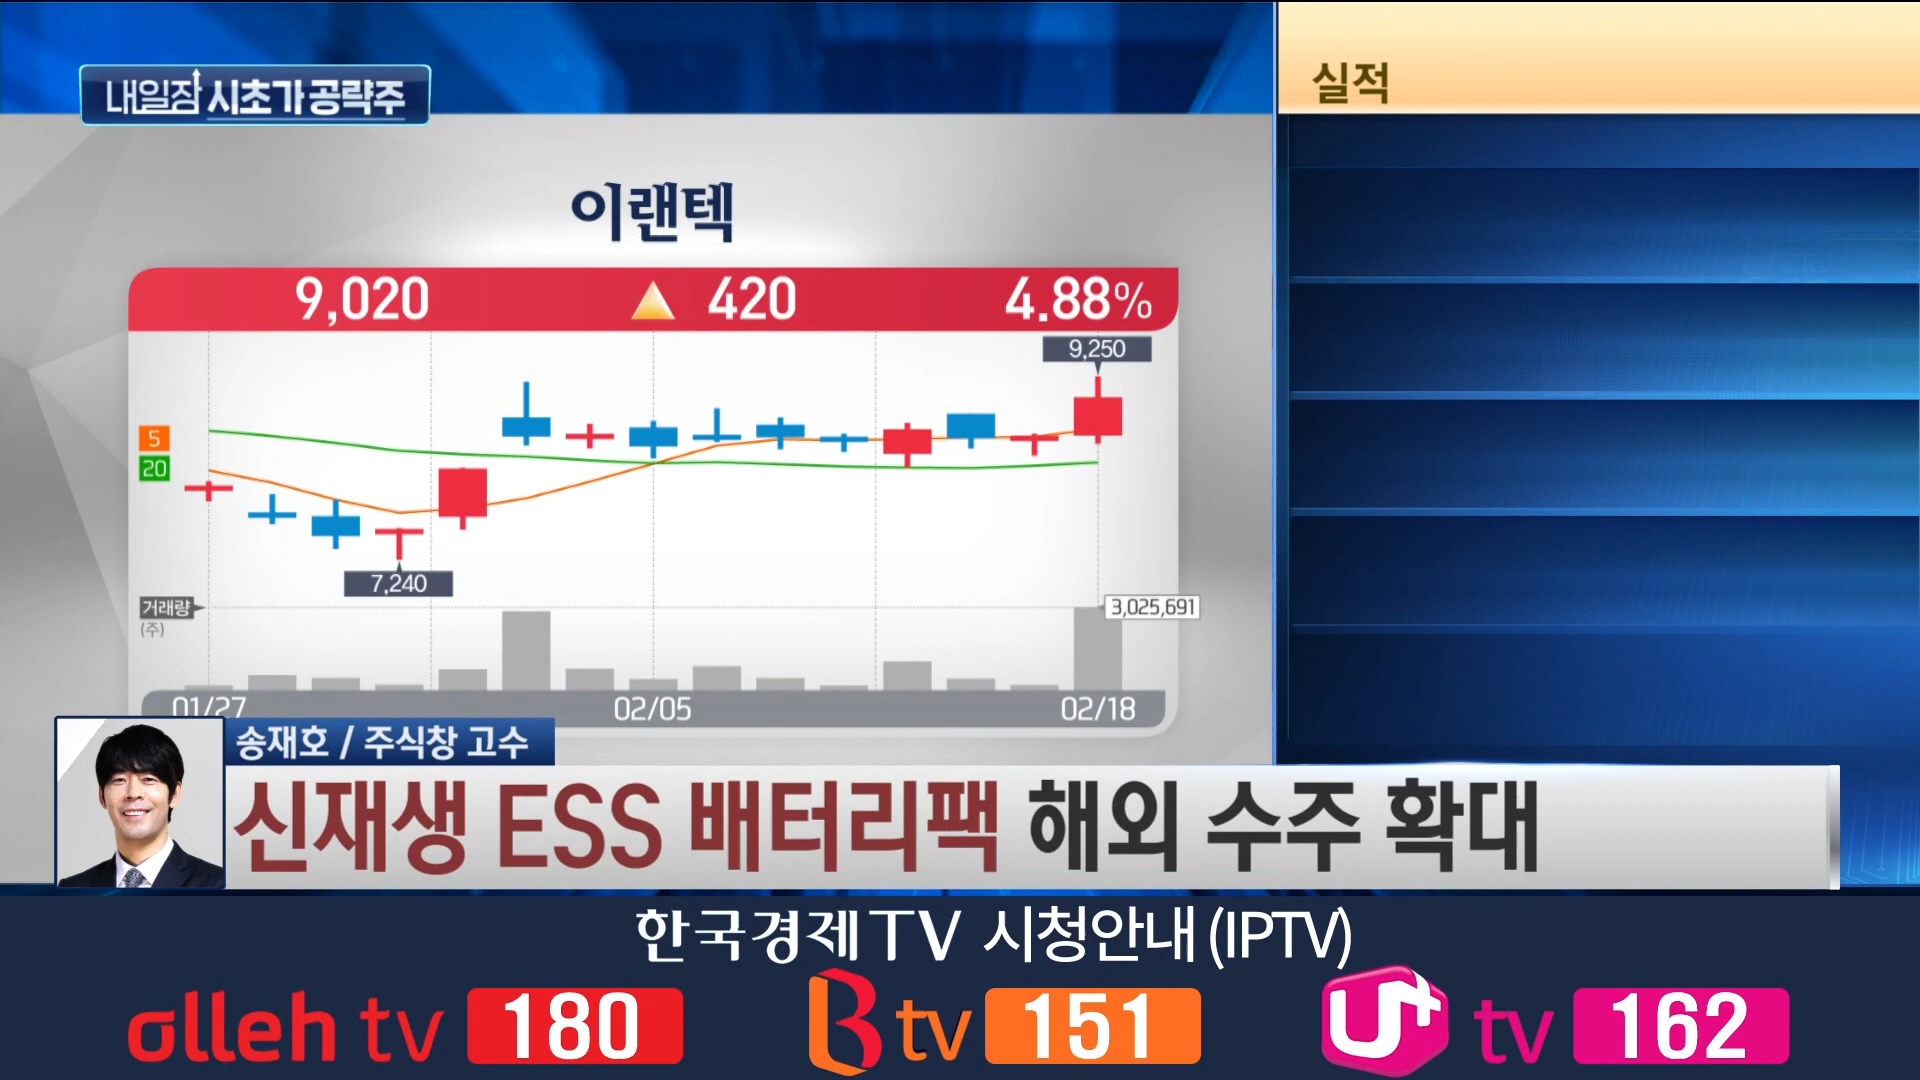 내일장 시초가 공략주
실적
이랜텍
9,020 ▲ 420 4.88%
9,250
5
20
7,240
거래량
(주)
3,025,691
01/27 02/05 02/18
송재호 / 주식창 고수
신재생 ESS 배터리팩 해외 수주 확대
한국경제TV 시청안내 (IPTV)
olleh tv 180 B tv 151 U+ tv 162